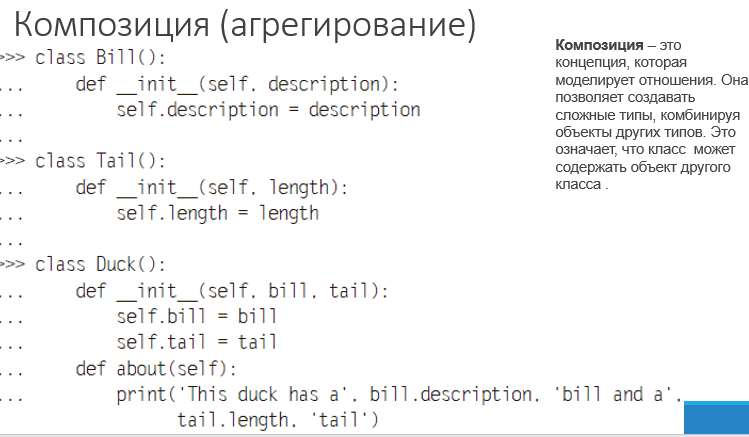 Композиция (агрегирование)
>>> class Bill():
...     def __init__(self, description):
...         self.description = description
...
>>> class Tail():
...     def __init__(self, length):
...         self.length = length
...
>>> class Duck():
...     def __init__(self, bill, tail):
...         self.bill = bill
...         self.tail = tail
...     def about(self):
...         print('This duck has a', bill.description, 'bill and a',
                  tail.length, 'tail')
Композиция – это
концепция, которая
моделирует отношения. Она
позволяет создавать
сложные типы, комбинируя
объекты других типов. Это
означает, что класс  может
содержать объект другого
класса .